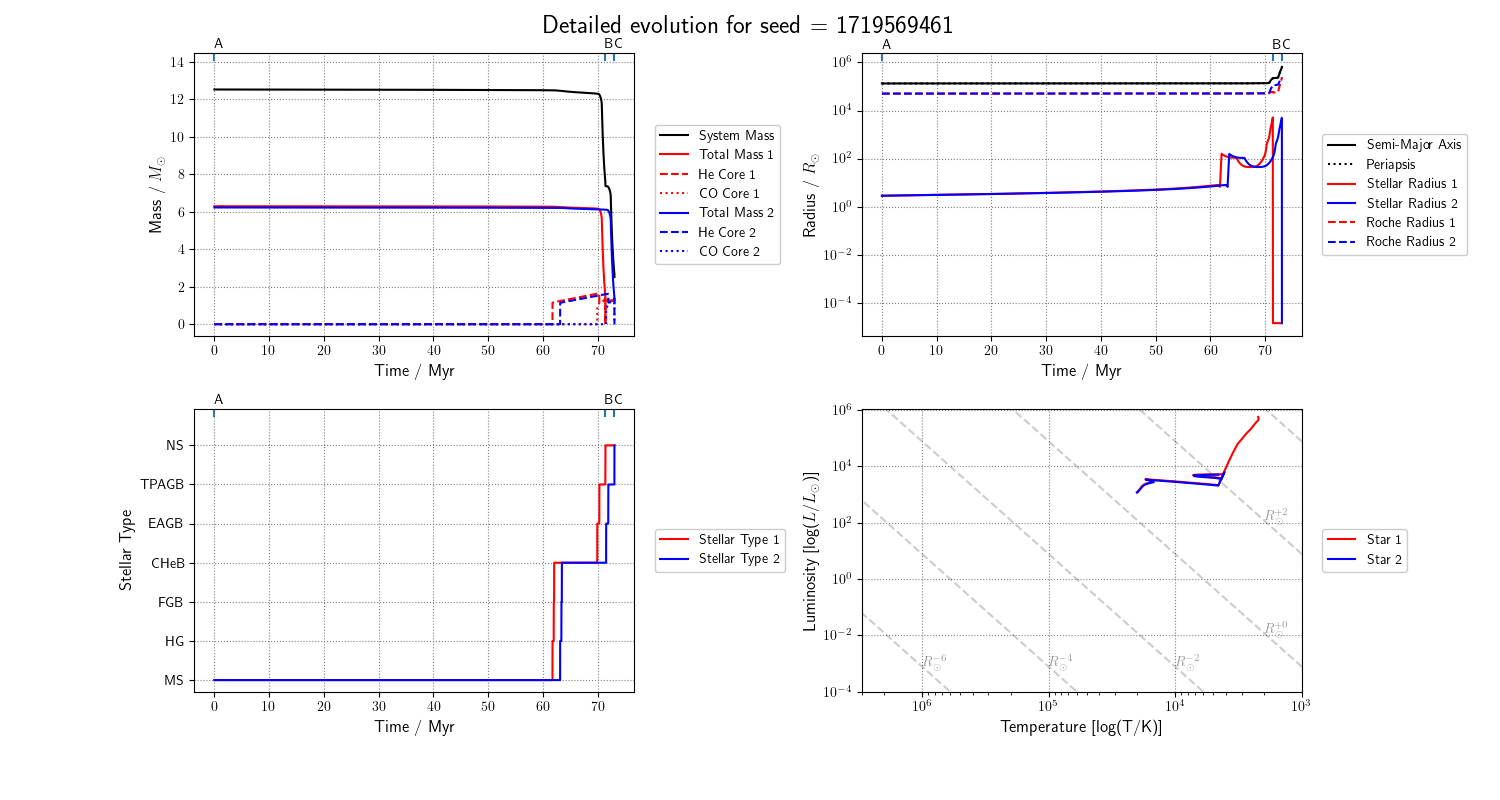 Detailed evolution for seed = 1719569461
A
B
C
14
12
10
8
6
4
2
0
Mass / M⊙
0 10 20 30 40 50 60 70
Time / Myr
System Mass
Total Mass 1
He Core 1
CO Core 1
Total Mass 2
He Core 2
CO Core 2
A
B
C
10^6
10^4
10^2
10^0
10^−2
10^−4
Radius / R⊙
0 10 20 30 40 50 60 70
Time / Myr
Semi-Major Axis
Periapsis
Stellar Radius 1
Stellar Radius 2
Roche Radius 1
Roche Radius 2
A
B
C
NS
TPAGB
EAGB
CHeB
FGB
HG
MS
Stellar Type
0 10 20 30 40 50 60 70
Time / Myr
Stellar Type 1
Stellar Type 2
10^6
10^4
10^2
10^0
10^−2
10^−4
Luminosity [log(L/L⊙)]
R⊙^+2
R⊙^+0
R⊙^−6
R⊙^−4
R⊙^−2
10^6 10^5 10^4 10^3
Temperature [log(T/K)]
Star 1
Star 2